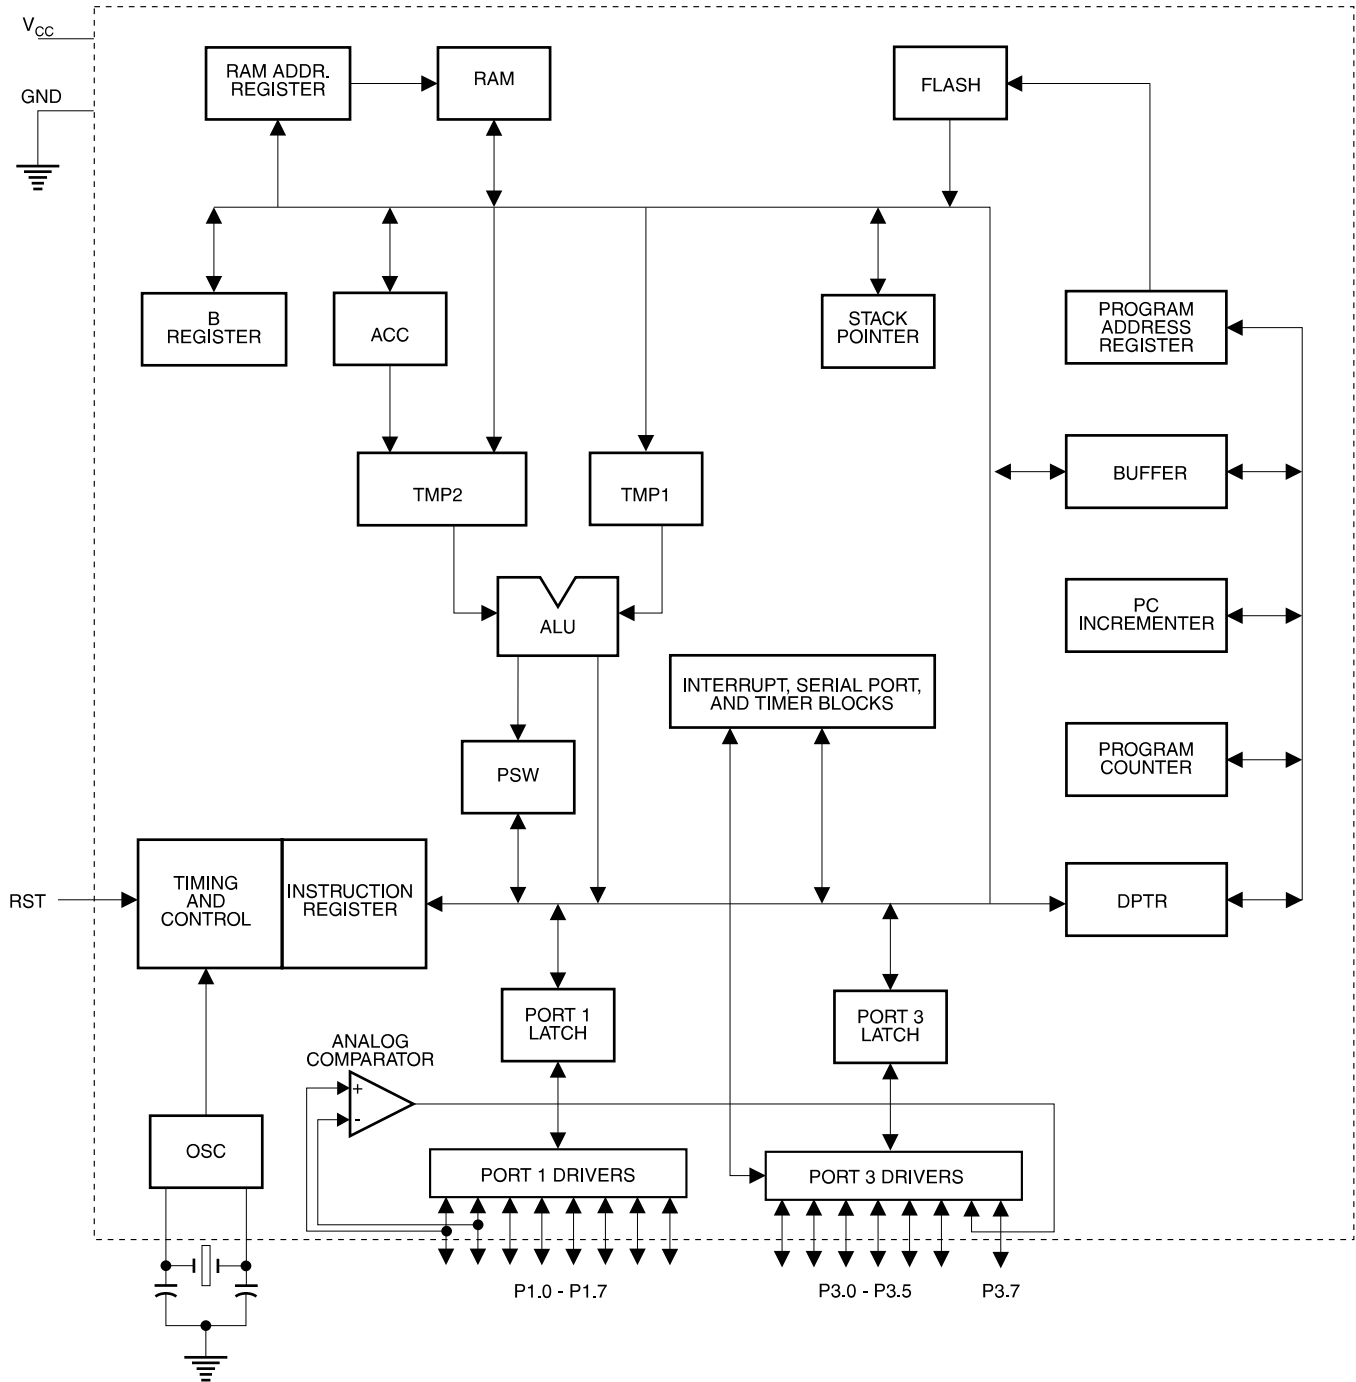 VCC
GND
RAM ADDR.
REGISTER
RAM
FLASH
B
REGISTER
ACC
STACK
POINTER
PROGRAM
ADDRESS
REGISTER
TMP2
TMP1
BUFFER
ALU
PC
INCREMENTER
INTERRUPT, SERIAL PORT,
AND TIMER BLOCKS
PSW
PROGRAM
COUNTER
RST
TIMING
AND
CONTROL
INSTRUCTION
REGISTER
DPTR
PORT 1
LATCH
PORT 3
LATCH
ANALOG
COMPARATOR
+
-
OSC
PORT 1 DRIVERS
PORT 3 DRIVERS
P1.0 - P1.7
P3.0 - P3.5
P3.7